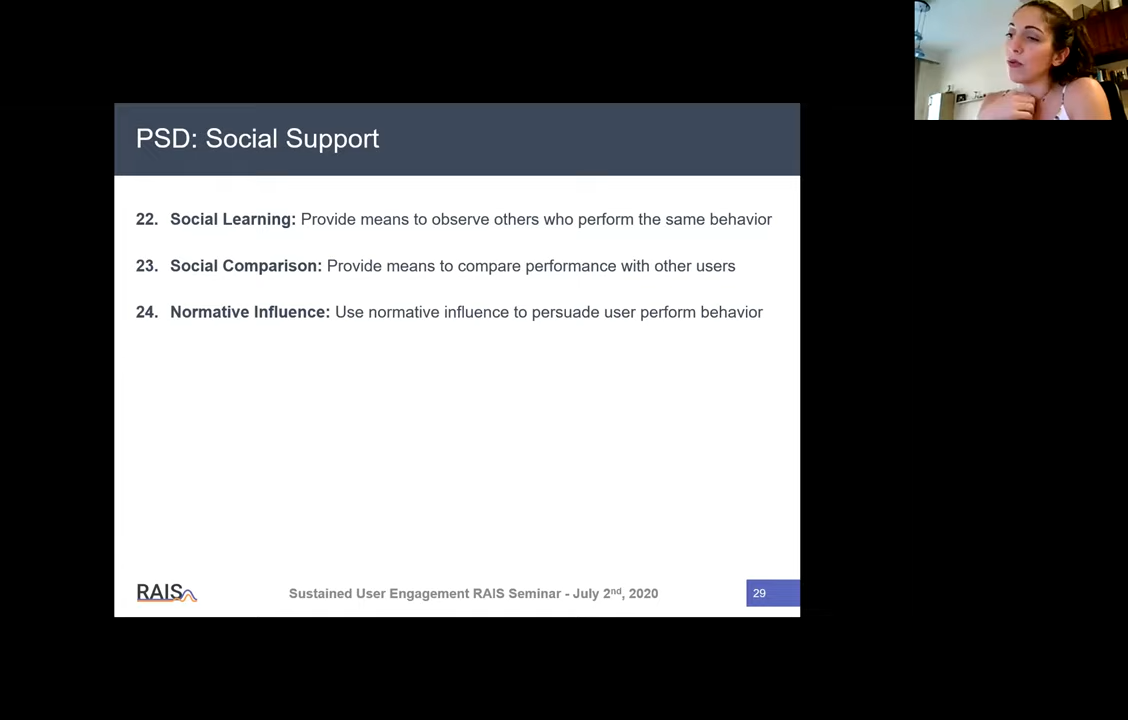 PSD: Social Support
22. Social Learning: Provide means to observe others who perform the same behavior
23. Social Comparison: Provide means to compare performance with other users
24. Normative Influence: Use normative influence to persuade user perform behavior
RAIS
Sustained User Engagement RAIS Seminar - July 2nd, 2020
29